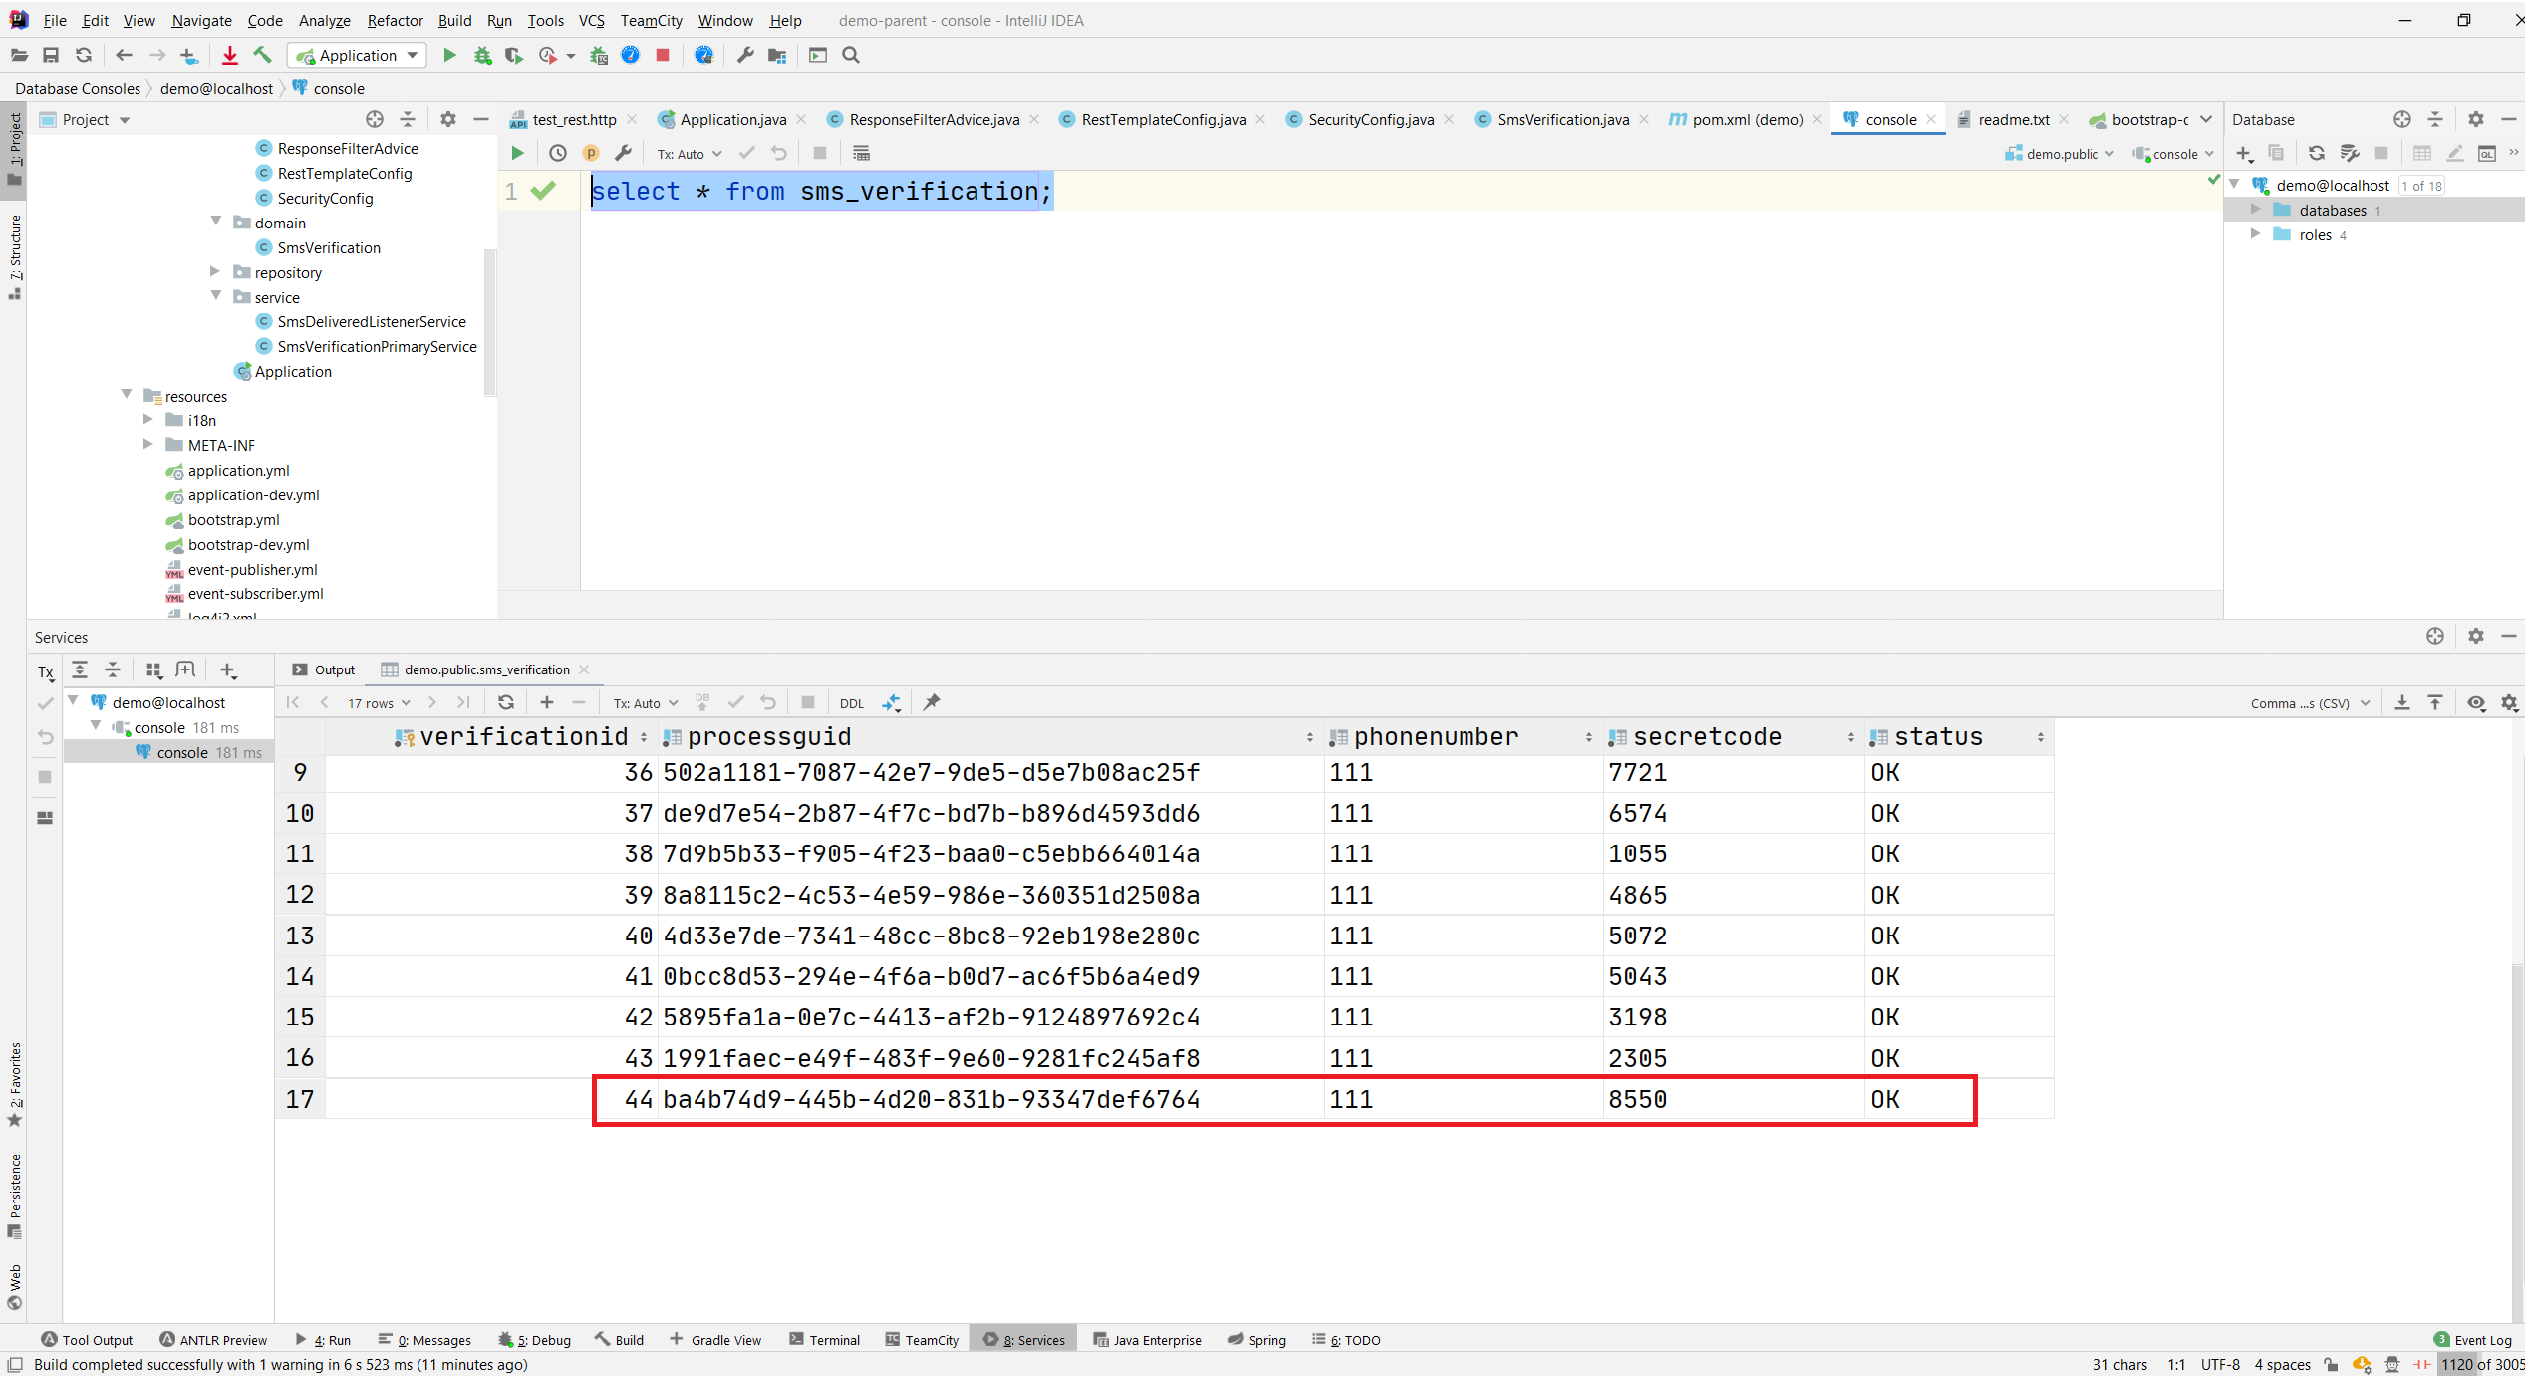 File Edit View Navigate Code Analyze Refactor Build Run Tools VCS TeamCity Window Help demo-parent - console - IntelliJ IDEA
Application
Database Consoles demo@localhost console
1: Project
7: Structure
2: Favorites
Persistence
Web
Project
ResponseFilterAdvice
RestTemplateConfig
SecurityConfig
domain
SmsVerification
repository
service
SmsDeliveredListenerService
SmsVerificationPrimaryService
Application
resources
i18n
META-INF
application.yml
application-dev.yml
bootstrap.yml
bootstrap-dev.yml
event-publisher.yml
event-subscriber.yml
log4j2.xml
test_rest.http Application.java ResponseFilterAdvice.java RestTemplateConfig.java SecurityConfig.java SmsVerification.java pom.xml (demo) console readme.txt bootstrap-c
Tx: Auto demo.public console
1 select * from sms_verification;
Database
demo@localhost 1 of 18
databases 1
roles 4
Services
Tx
demo@localhost
console 181 ms
console 181 ms
Output demo.public.sms_verification
17 rows Tx: Auto DDL Comma ...s (CSV)
verificationid processguid phonenumber secretcode status
9 36 502a1181-7087-42e7-9de5-d5e7b08ac25f 111 7721 OK
10 37 de9d7e54-2b87-4f7c-bd7b-b896d4593dd6 111 6574 OK
11 38 7d9b5b33-f905-4f23-baa0-c5ebb664014a 111 1055 OK
12 39 8a8115c2-4c53-4e59-986e-360351d2508a 111 4865 OK
13 40 4d33e7de-7341-48cc-8bc8-92eb198e280c 111 5072 OK
14 41 0bcc8d53-294e-4f6a-b0d7-ac6f5b6a4ed9 111 5043 OK
15 42 5895fa1a-0e7c-4413-af2b-9124897692c4 111 3198 OK
16 43 1991faec-e49f-483f-9e60-9281fc245af8 111 2305 OK
17 44 ba4b74d9-445b-4d20-831b-93347def6764 111 8550 OK
Tool Output ANTLR Preview 4: Run 0: Messages 5: Debug Build Gradle View Terminal TeamCity 8: Services Java Enterprise Spring 6: TODO 3 Event Log
Build completed successfully with 1 warning in 6 s 523 ms (11 minutes ago) 31 chars 1:1 UTF-8 4 spaces 1120 of 3005